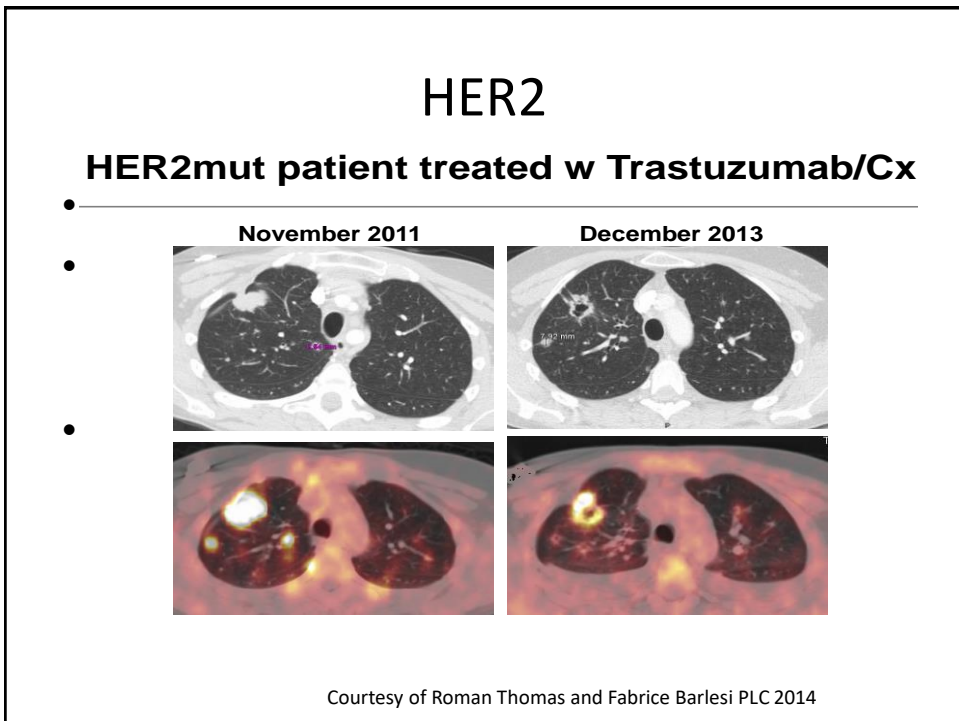 HER2
HER2mut patient treated w Trastuzumab/Cx
•
November 2011
December 2013
•
7.92 mm
•
P
T
Courtesy of Roman Thomas and Fabrice Barlesi PLC 2014